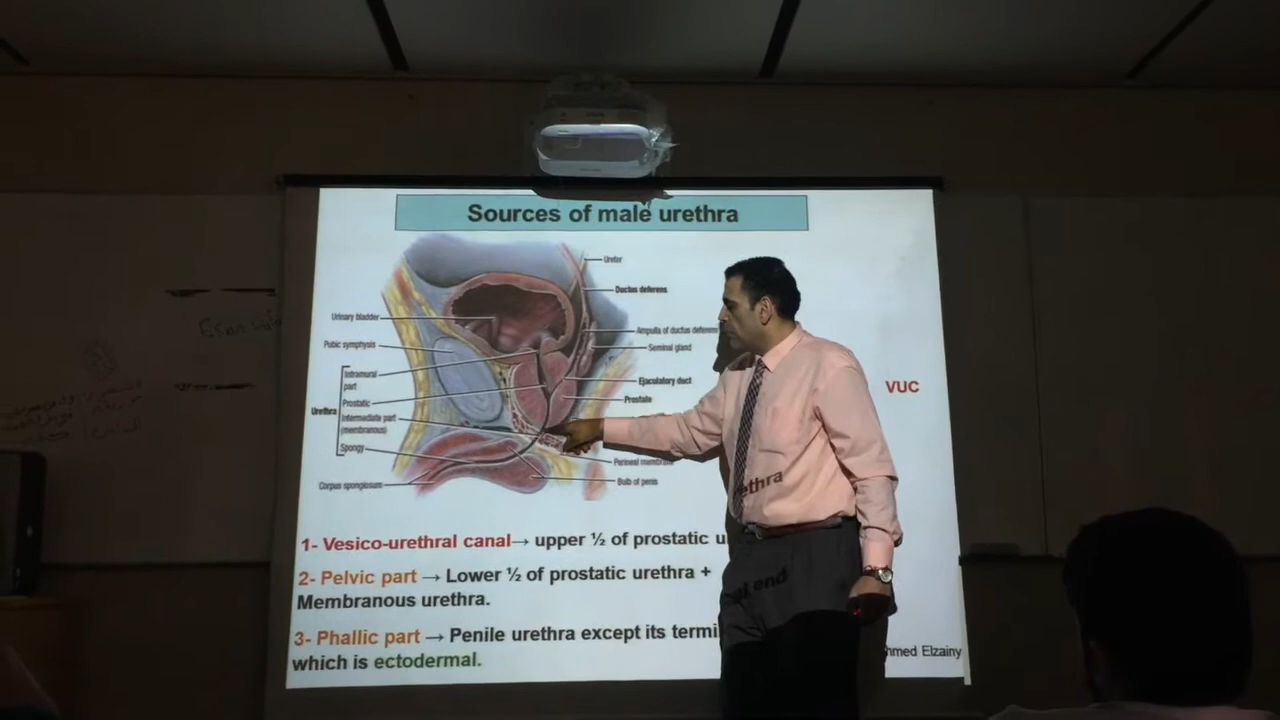 Sources of male urethra
Ureter
Ductus deferens
Ampulla of ductus deferens
Seminal gland
Ejaculatory duct
Prostate
Perineal membrane
Bulb of penis
Urinary bladder
Pubic symphysis
Intramural
part
Prostatic
Urethra
Intermediate part
(membranous)
Spongy
Corpus spongiosum
VUC
1- Vesico-urethral canal→ upper ½ of prostatic u
ethra
2- Pelvic part → Lower ½ of prostatic urethra +
Membranous urethra.
3- Phallic part → Penile urethra except its termi
end
which is ectodermal.
hmed Elzainy